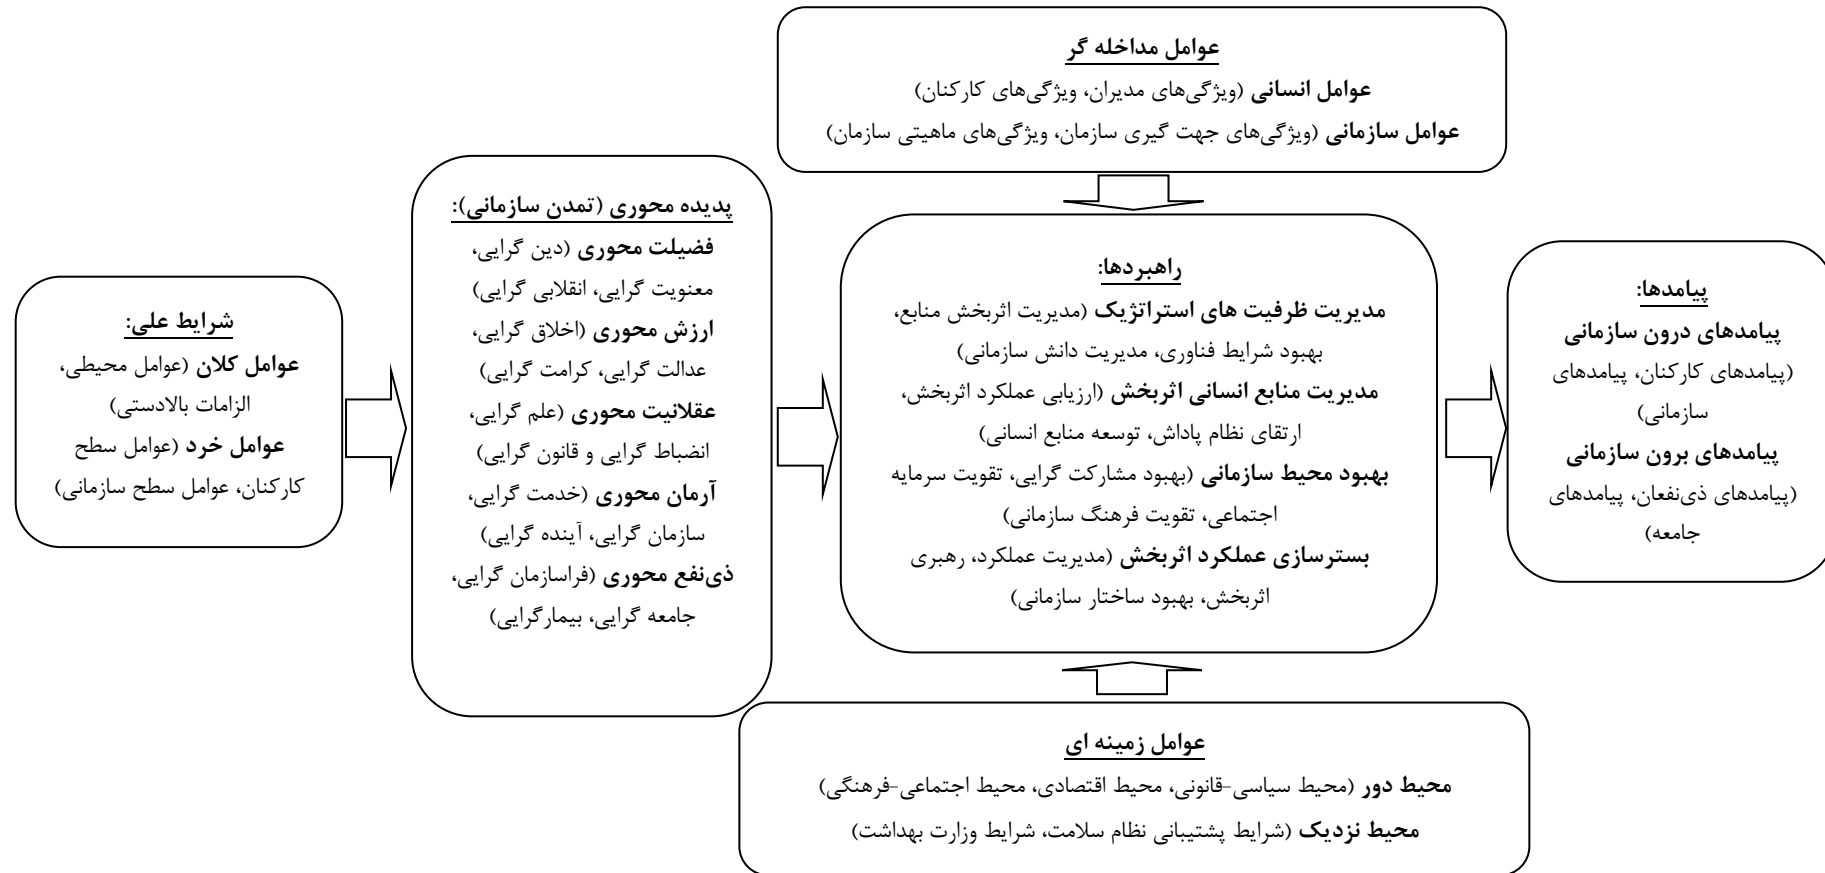 عوامل مداخله گر
عوامل انسانی (ویژگی‌های مدیران، ویژگی‌های کارکنان)
عوامل سازمانی (ویژگی‌های جهت گیری سازمان، ویژگی‌های ماهیتی سازمان)
شرایط علی:
عوامل کلان (عوامل محیطی،
الزامات بالادستی)
عوامل خرد (عوامل سطح
کارکنان، عوامل سطح سازمانی)
پدیده محوری (تمدن سازمانی):
فضیلت محوری (دین گرایی،
معنویت گرایی، انقلابی گرایی)
ارزش محوری (اخلاق گرایی،
عدالت گرایی، کرامت گرایی)
عقلانیت محوری (علم گرایی،
انضباط گرایی و قانون گرایی)
آرمان محوری (خدمت گرایی،
سازمان گرایی، آینده گرایی)
ذی‌نفع محوری (فراسازمان گرایی،
جامعه گرایی، بیمارگرایی)
راهبردها:
مدیریت ظرفیت های استراتژیک (مدیریت اثربخش منابع،
بهبود شرایط فناوری، مدیریت دانش سازمانی)
مدیریت منابع انسانی اثربخش (ارزیابی عملکرد اثربخش،
ارتقای نظام پاداش، توسعه منابع انسانی)
بهبود محیط سازمانی (بهبود مشارکت گرایی، تقویت سرمایه
اجتماعی، تقویت فرهنگ سازمانی)
بسترسازی عملکرد اثربخش (مدیریت عملکرد، رهبری
اثربخش، بهبود ساختار سازمانی)
پیامدها:
پیامدهای درون سازمانی
(پیامدهای کارکنان، پیامدهای
سازمانی)
پیامدهای برون سازمانی
(پیامدهای ذی‌نفعان، پیامدهای
جامعه)
عوامل زمینه ای
محیط دور (محیط سیاسی-قانونی، محیط اقتصادی، محیط اجتماعی-فرهنگی)
محیط نزدیک (شرایط پشتیبانی نظام سلامت، شرایط وزارت بهداشت)